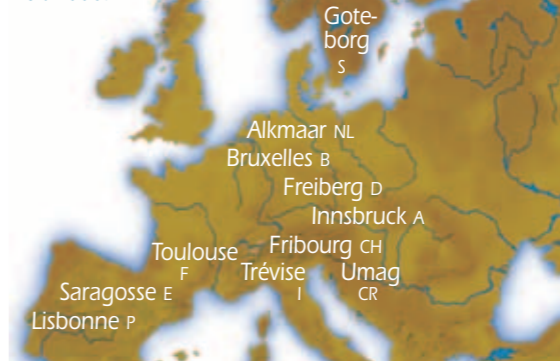 Gote-
borg
S
Alkmaar NL
Bruxelles B
Freiberg D
Innsbruck A
Toulouse
F
Fribourg CH
Trévise
I
Umag
CR
Saragosse E
Lisbonne P